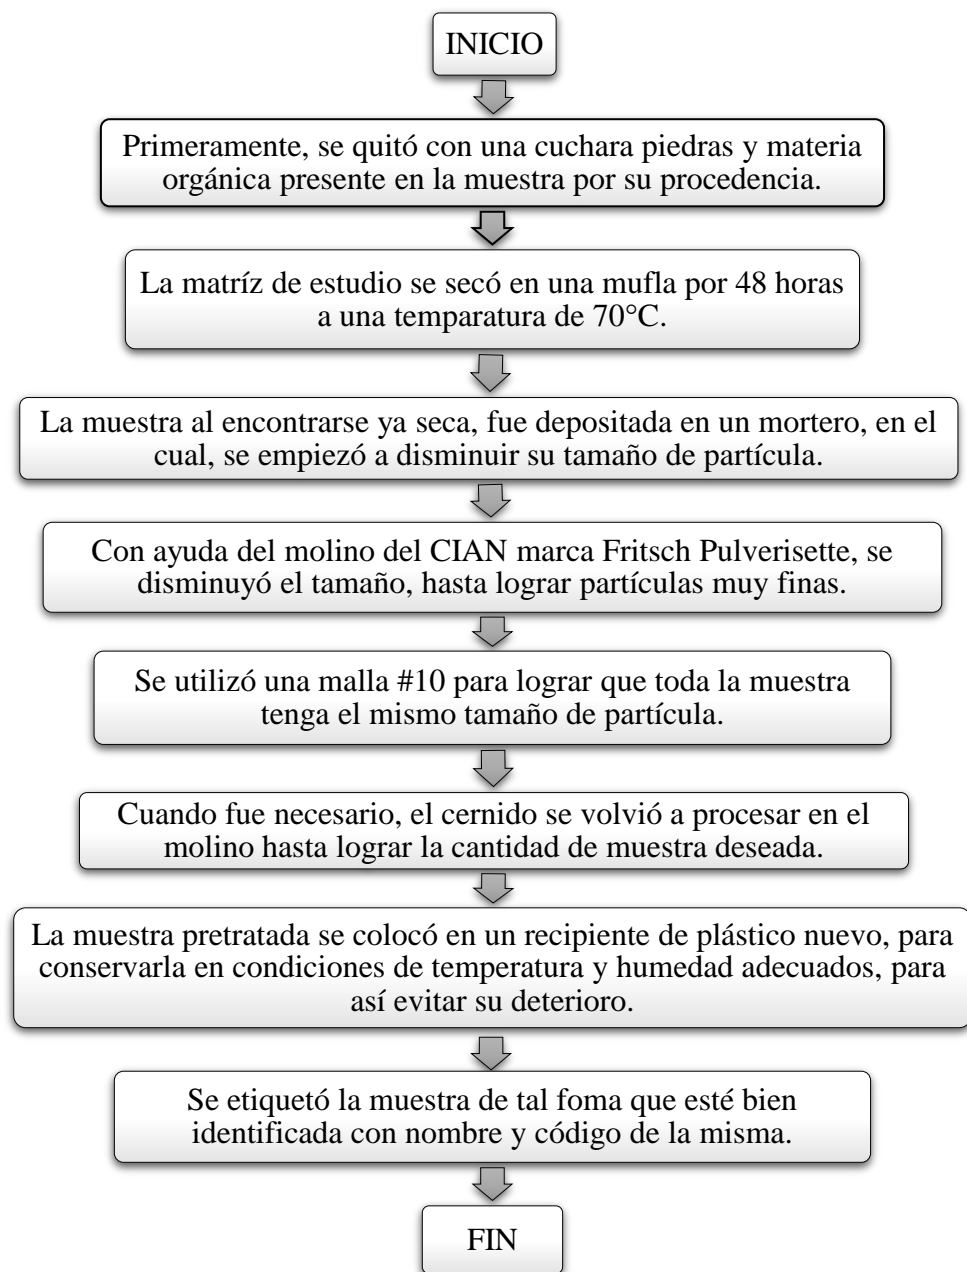 INICIO
Primeramente, se quitó con una cuchara piedras y materia
orgánica presente en la muestra por su procedencia.
La matríz de estudio se secó en una mufla por 48 horas
a una temparatura de 70°C.
La muestra al encontrarse ya seca, fue depositada en un mortero, en el
cual, se empiezó a disminuir su tamaño de partícula.
Con ayuda del molino del CIAN marca Fritsch Pulverisette, se
disminuyó el tamaño, hasta lograr partículas muy finas.
Se utilizó una malla #10 para lograr que toda la muestra
tenga el mismo tamaño de partícula.
Cuando fue necesario, el cernido se volvió a procesar en el
molino hasta lograr la cantidad de muestra deseada.
La muestra pretratada se colocó en un recipiente de plástico nuevo, para
conservarla en condiciones de temperatura y humedad adecuados, para
así evitar su deterioro.
Se etiquetó la muestra de tal foma que esté bien
identificada con nombre y código de la misma.
FIN